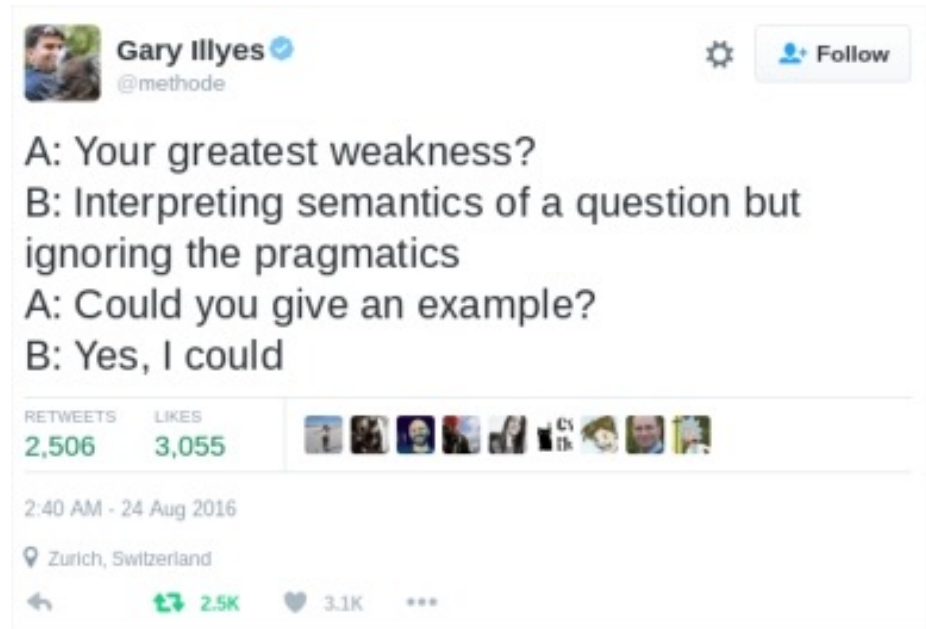 Gary Illyes
Follow
@methode
A: Your greatest weakness?
B: Interpreting semantics of a question but
ignoring the pragmatics
A: Could you give an example?
B: Yes, I could
RETWEETS LIKES
2,506 3,055
2:40 AM - 24 Aug 2016
Zurich, Switzerland
2.5K 3.1K